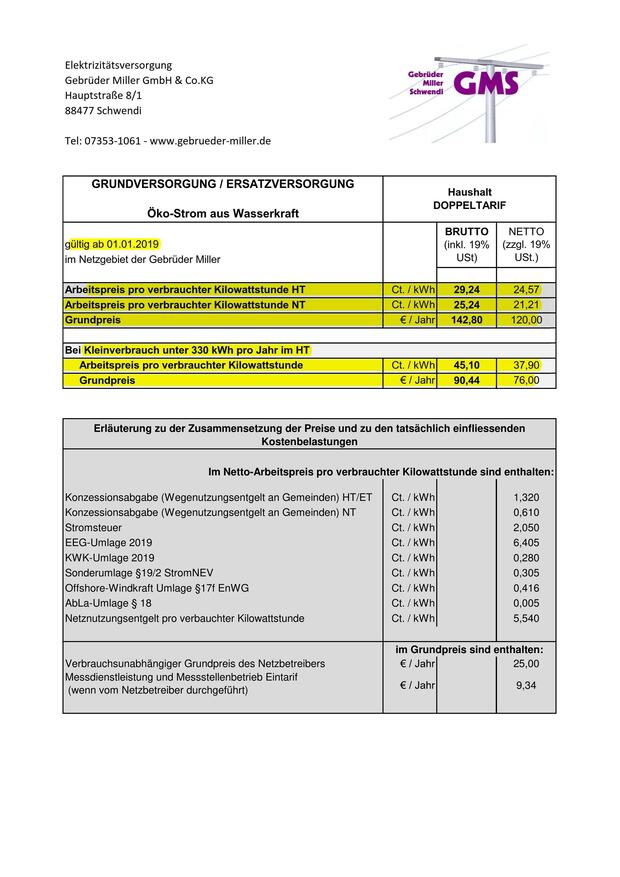 Elektrizitätsversorgung
Gebrüder Miller GmbH & Co.KG
Hauptstraße 8/1
88477 Schwendi
Tel: 07353-1061 - www.gebrueder-miller.de
Gebrüder
Miller
Schwendi
GMS
GRUNDVERSORGUNG / ERSATZVERSORGUNG
Öko-Strom aus Wasserkraft
Haushalt
DOPPELTARIF
gültig ab 01.01.2019
im Netzgebiet der Gebrüder Miller
BRUTTO
(inkl. 19%
USt)
NETTO
(zzgl. 19%
USt.)
Arbeitspreis pro verbrauchter Kilowattstunde HT Ct. / kWh 29,24 24,57
Arbeitspreis pro verbrauchter Kilowattstunde NT Ct. / kWh 25,24 21,21
Grundpreis € / Jahr 142,80 120,00
Bei Kleinverbrauch unter 330 kWh pro Jahr im HT
Arbeitspreis pro verbrauchter Kilowattstunde Ct. / kWh 45,10 37,90
Grundpreis € / Jahr 90,44 76,00
Erläuterung zu der Zusammensetzung der Preise und zu den tatsächlich einfliessenden
Kostenbelastungen
Im Netto-Arbeitspreis pro verbrauchter Kilowattstunde sind enthalten:
Konzessionsabgabe (Wegenutzungsentgelt an Gemeinden) HT/ET Ct. / kWh 1,320
Konzessionsabgabe (Wegenutzungsentgelt an Gemeinden) NT Ct. / kWh 0,610
Stromsteuer Ct. / kWh 2,050
EEG-Umlage 2019 Ct. / kWh 6,405
KWK-Umlage 2019 Ct. / kWh 0,280
Sonderumlage §19/2 StromNEV Ct. / kWh 0,305
Offshore-Windkraft Umlage §17f EnWG Ct. / kWh 0,416
AbLa-Umlage § 18 Ct. / kWh 0,005
Netznutzungsentgelt pro verbauchter Kilowattstunde Ct. / kWh 5,540
im Grundpreis sind enthalten:
Verbrauchsunabhängiger Grundpreis des Netzbetreibers € / Jahr 25,00
Messdienstleistung und Messstellenbetrieb Eintarif
(wenn vom Netzbetreiber durchgeführt) € / Jahr 9,34